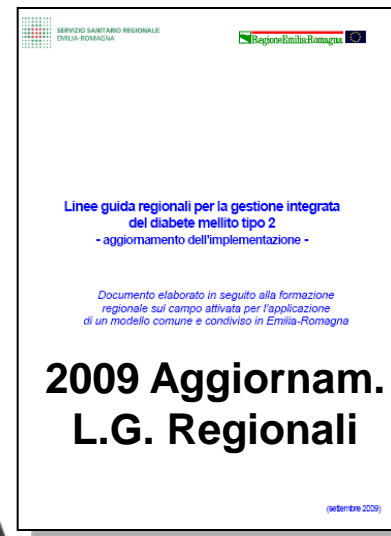 SERVIZIO SANITARIO REGIONALE
EMILIA-ROMAGNA
RegioneEmilia-Romagna
Linee guida regionali per la gestione integrata
del diabete mellito tipo 2
- aggiornamento dell'implementazione -
Documento elaborato in seguito alla formazione
regionale sul campo attivata per l'applicazione
di un modello comune e condiviso in Emilia-Romagna
2009 Aggiornam.
L.G. Regionali
(settembre 2009)